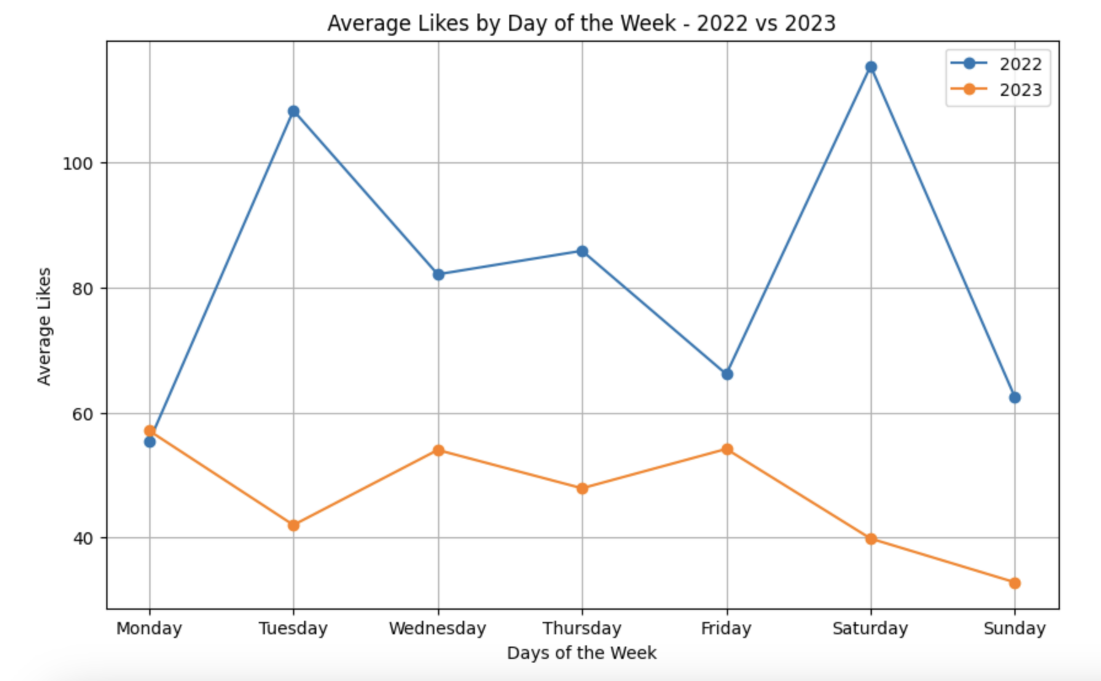 Average Likes by Day of the Week - 2022 vs 2023
2022
2023
100
80
60
40
Average Likes
Monday Tuesday Wednesday Thursday Friday Saturday Sunday
Days of the Week